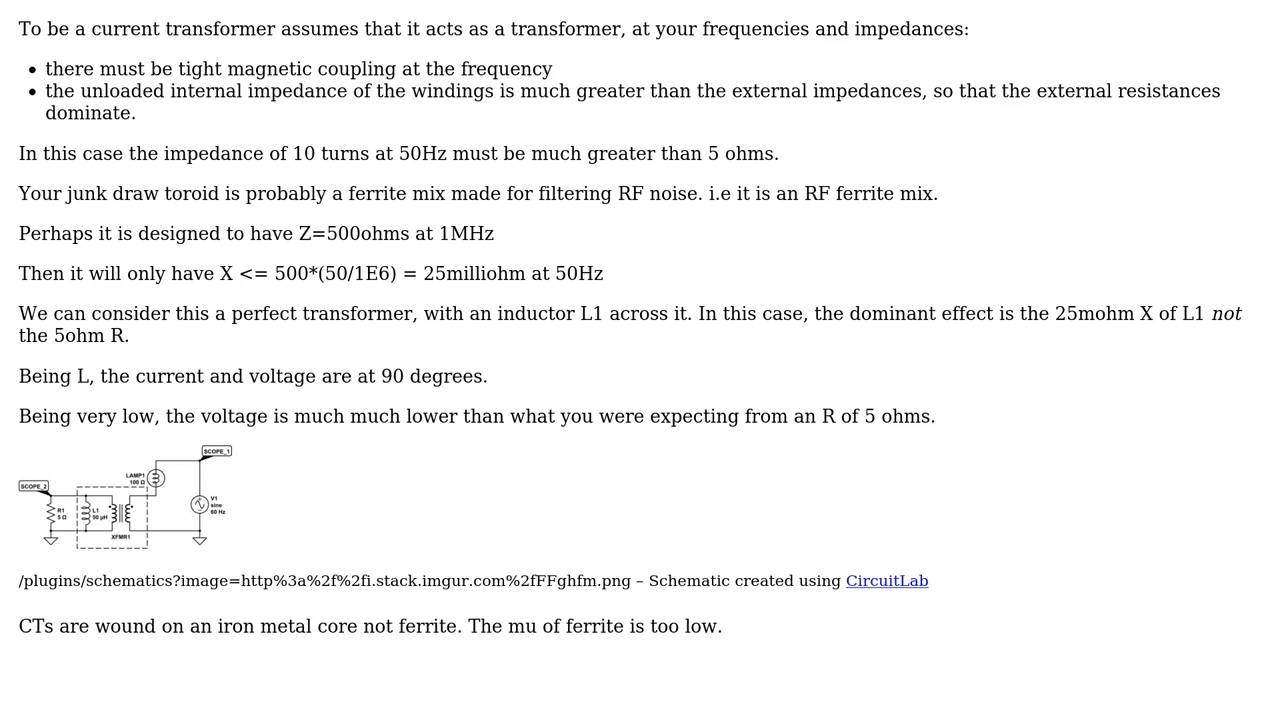 To be a current transformer assumes that it acts as a transformer, at your frequencies and impedances:
there must be tight magnetic coupling at the frequency
the unloaded internal impedance of the windings is much greater than the external impedances, so that the external resistances
dominate.
In this case the impedance of 10 turns at 50Hz must be much greater than 5 ohms.
Your junk draw toroid is probably a ferrite mix made for filtering RF noise. i.e it is an RF ferrite mix.
Perhaps it is designed to have Z=500ohms at 1MHz
Then it will only have X <= 500*(50/1E6) = 25milliohm at 50Hz
We can consider this a perfect transformer, with an inductor L1 across it. In this case, the dominant effect is the 25mohm X of L1 not
the 5ohm R.
Being L, the current and voltage are at 90 degrees.
Being very low, the voltage is much much lower than what you were expecting from an R of 5 ohms.
SCOPE_1
LAMP1
100 Ω
SCOPE_2
V1
sine
60 Hz
R1
5 Ω
L1
50 µH
XFMR1
/plugins/schematics?image=http%3a%2f%2fi.stack.imgur.com%2fFFghfm.png – Schematic created using CircuitLab
CTs are wound on an iron metal core not ferrite. The mu of ferrite is too low.